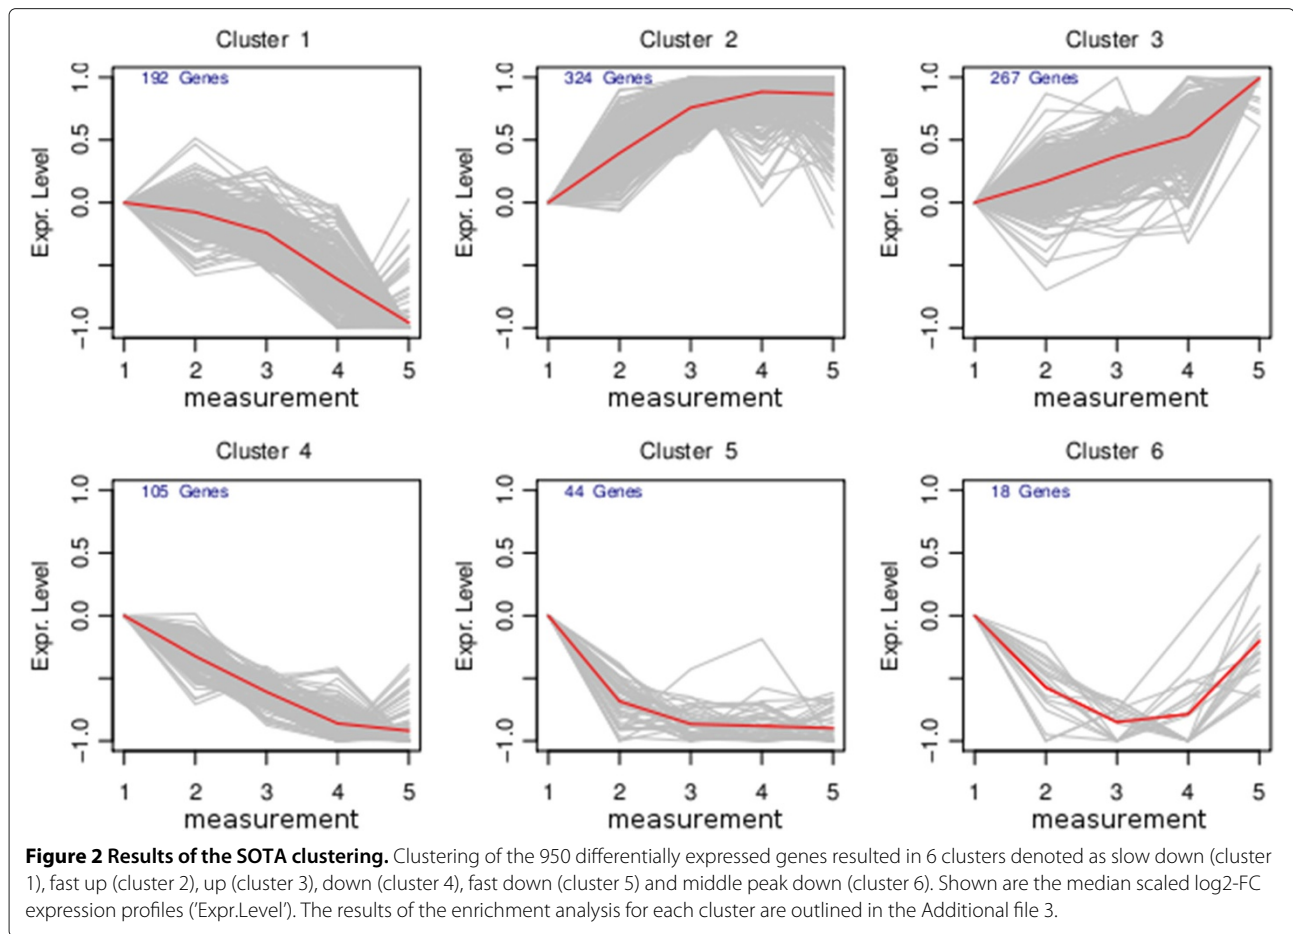 Cluster 1
192 Genes
1.0
0.5
0.0
−1.0
Expr. Level
1 2 3 4 5
measurement
Cluster 2
324 Genes
1.0
0.5
0.0
−1.0
Expr. Level
1 2 3 4 5
measurement
Cluster 3
267 Genes
1.0
0.5
0.0
−1.0
Expr. Level
1 2 3 4 5
measurement
Cluster 4
105 Genes
1.0
0.5
0.0
−1.0
Expr. Level
1 2 3 4 5
measurement
Cluster 5
44 Genes
1.0
0.5
0.0
−1.0
Expr. Level
1 2 3 4 5
measurement
Cluster 6
18 Genes
1.0
0.5
0.0
−1.0
Expr. Level
1 2 3 4 5
measurement
Figure 2 Results of the SOTA clustering. Clustering of the 950 differentially expressed genes resulted in 6 clusters denoted as slow down (cluster
1), fast up (cluster 2), up (cluster 3), down (cluster 4), fast down (cluster 5) and middle peak down (cluster 6). Shown are the median scaled log2-FC
expression profiles ('Expr.Level'). The results of the enrichment analysis for each cluster are outlined in the Additional file 3.